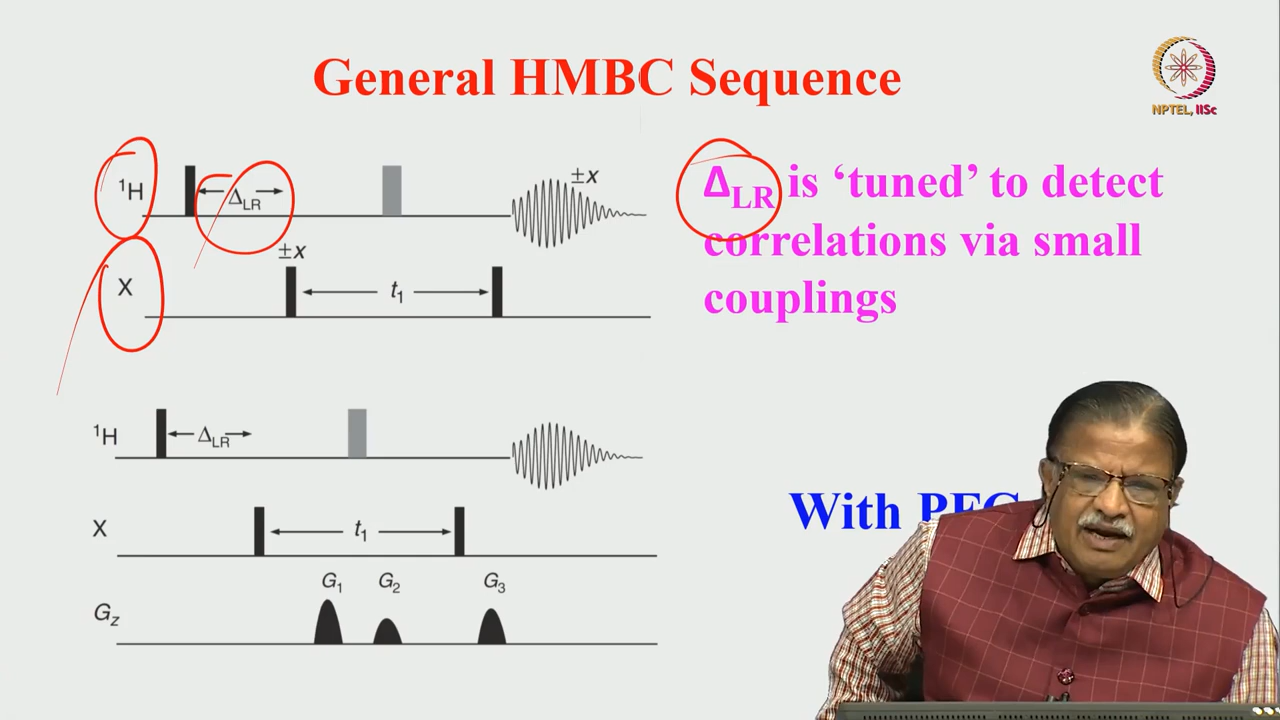 General HMBC Sequence
NPTEL, IISc
¹H
Δ_LR
±x
±x
X
t₁
Δ_LR is ‘tuned’ to detect
correlations via small
couplings
¹H
Δ_LR
X
t₁
With
G₁ G₂ G₃
G_z